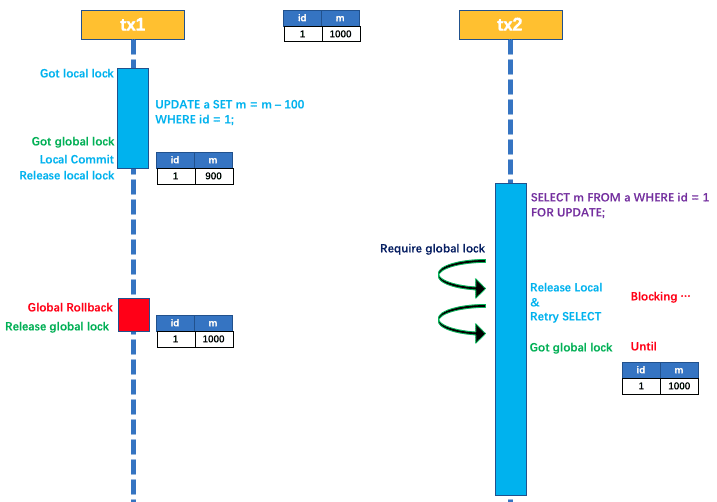 tx1
id m
1 1000
tx2
Got local lock
UPDATE a SET m = m – 100
WHERE id = 1;
Got global lock
Local Commit
Release local lock
id m
1 900
SELECT m FROM a WHERE id = 1
FOR UPDATE;
Require global lock
Release Local
&
Retry SELECT
Blocking ···
Global Rollback
Release global lock
id m
1 1000
Got global lock
Until
id m
1 1000